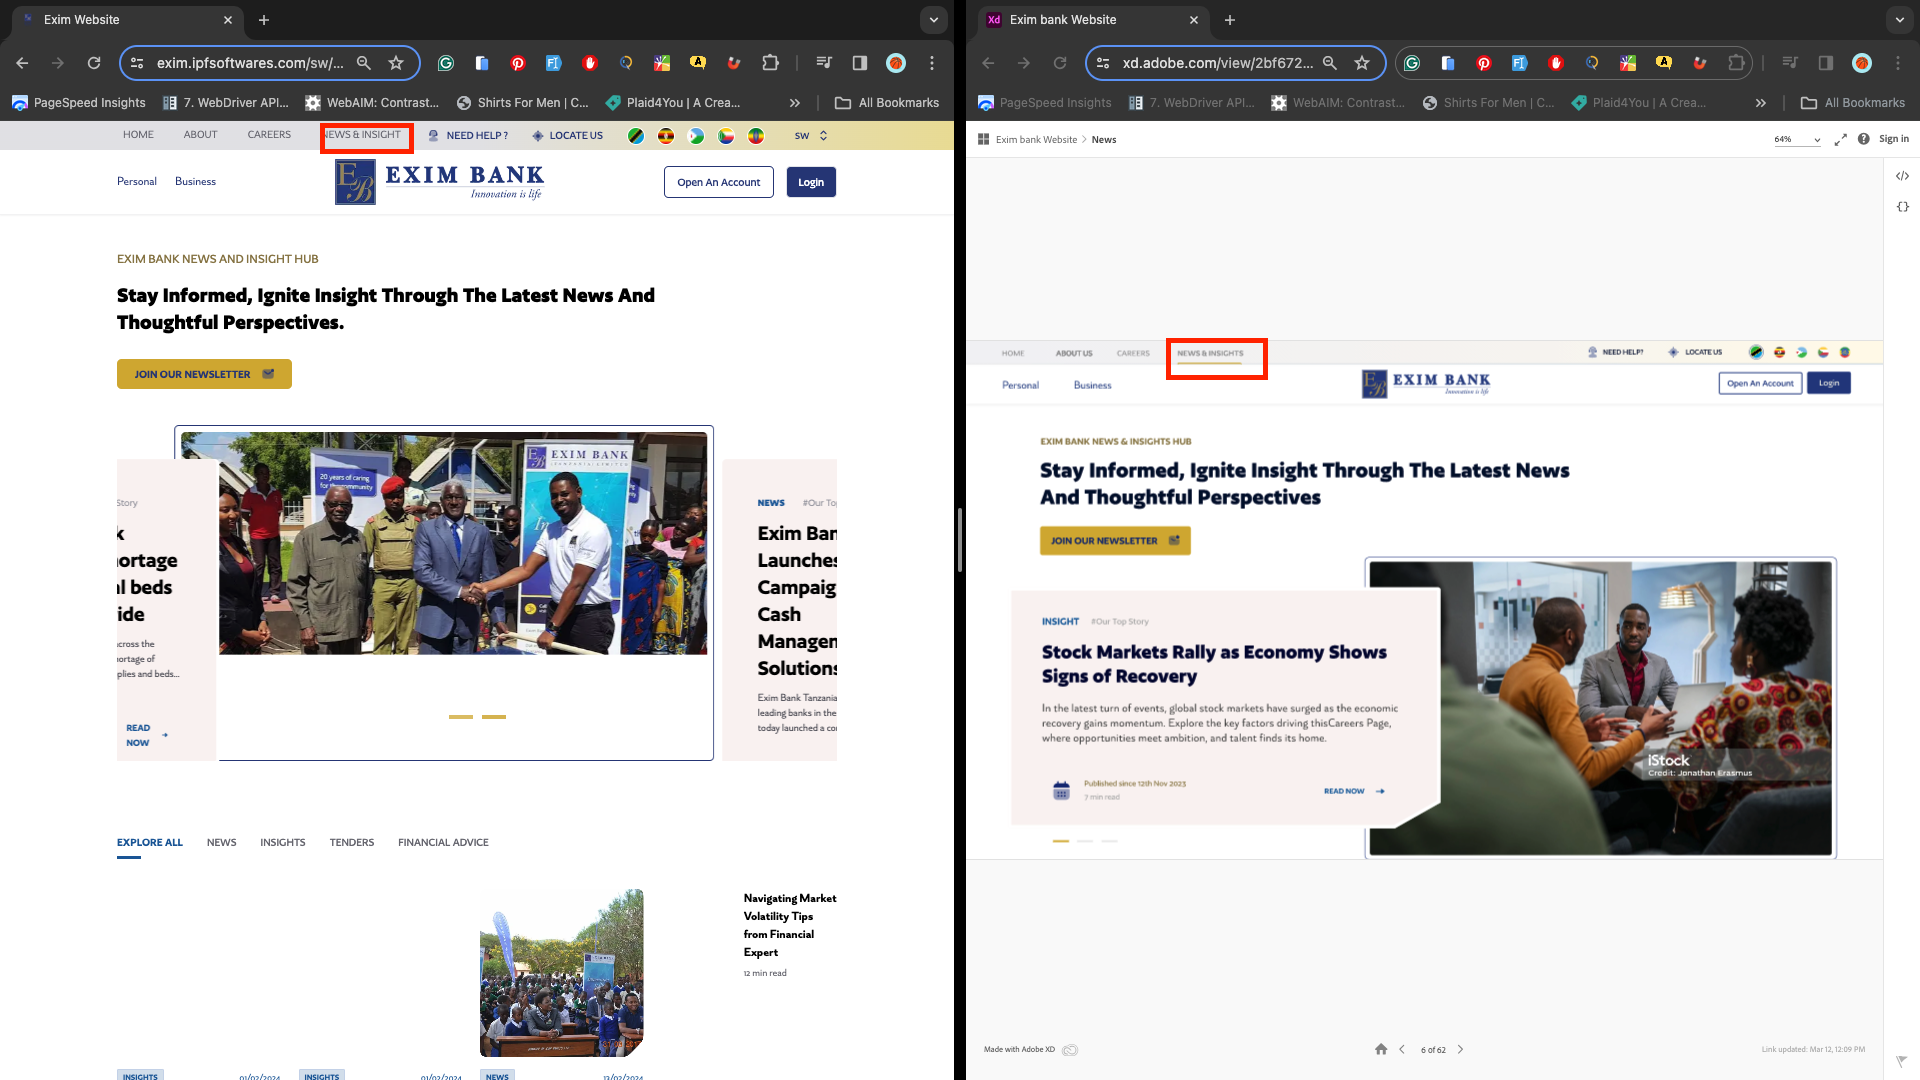 Exim Website
exim.ipfsoftwares.com/sw/...
PageSpeed Insights
7. WebDriver API...
WebAIM: Contrast...
Shirts For Men | C...
Plaid4You | A Crea...
All Bookmarks
HOME
ABOUT
CAREERS
NEWS & INSIGHT
NEED HELP ?
LOCATE US
SW
Personal
Business
EXIM BANK
Innovation is life
Open An Account
Login
EXIM BANK NEWS AND INSIGHT HUB
Stay Informed, Ignite Insight Through The Latest News And
Thoughtful Perspectives.
JOIN OUR NEWSLETTER
Story
k
ortage
al beds
ide
across the
ortage of
plies and beds...
READ
NOW
20 years of caring
for the community
EXIM BANK
NEWS
#Our To
Exim Ban
Launches
Campaig
Cash
Managem
Solutions
Exim Bank Tanzania
leading banks in the
today launched a co
EXPLORE ALL
NEWS
INSIGHTS
TENDERS
FINANCIAL ADVICE
Navigating Market
Volatility Tips
from Financial
Expert
12 min read
INSIGHTS
01/02/2024
INSIGHTS
01/02/2024
NEWS
13/02/2024
Xd
Exim bank Website
xd.adobe.com/view/2bf672...
PageSpeed Insights
7. WebDriver API...
WebAIM: Contrast...
Shirts For Men | C...
Plaid4You | A Crea...
All Bookmarks
Exim bank Website > News
64%
Sign in
HOME
ABOUT US
CAREERS
NEWS & INSIGHTS
NEED HELP?
LOCATE US
Personal
Business
EXIM BANK
Innovation is life
Open An Account
Login
EXIM BANK NEWS & INSIGHTS HUB
Stay Informed, Ignite Insight Through The Latest News
And Thoughtful Perspectives
JOIN OUR NEWSLETTER
INSIGHT
#Our Top Story
Stock Markets Rally as Economy Shows
Signs of Recovery
In the latest turn of events, global stock markets have surged as the economic
recovery gains momentum. Explore the key factors driving thisCareers Page,
where opportunities meet ambition, and talent finds its home.
Published since 12th Nov 2023
7 min read
READ NOW
iStock
Credit: Jonathan Erasmus
Made with Adobe XD
6 of 62
Link updated: Mar 12, 12:09 PM